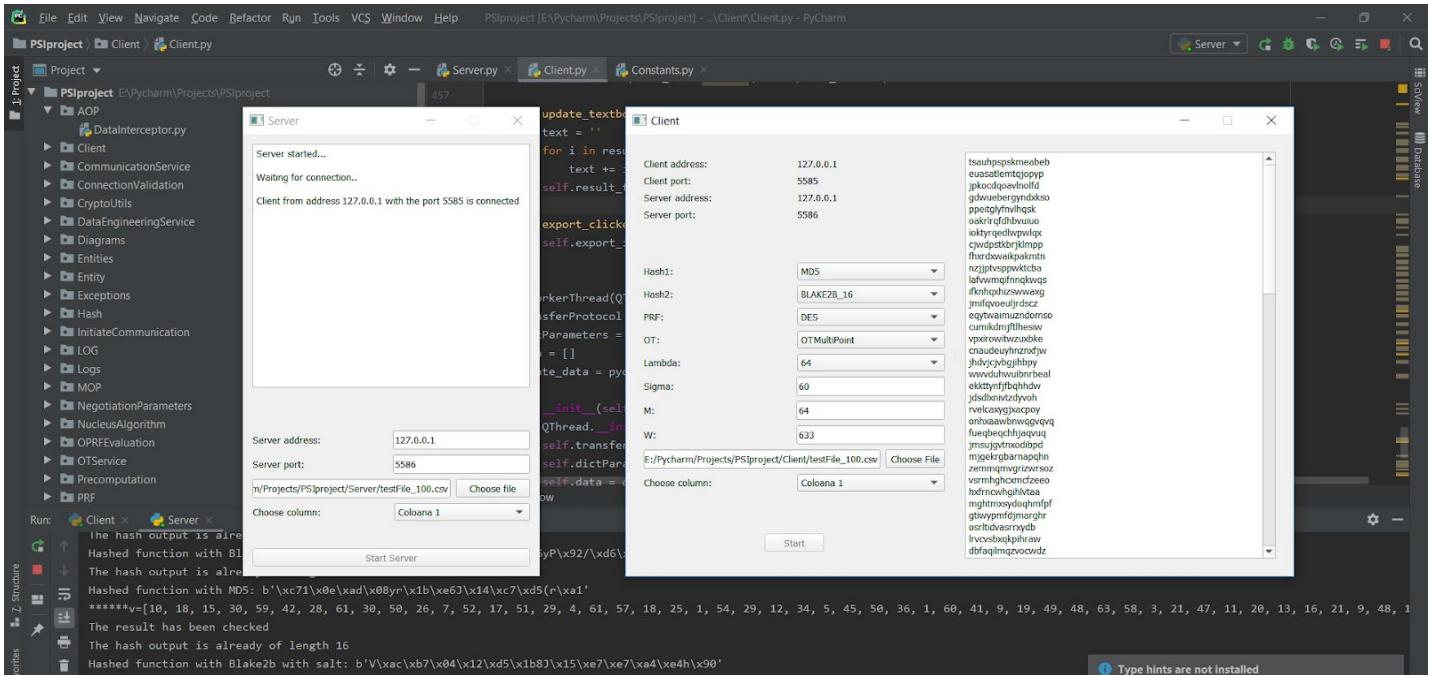 File Edit View Navigate Code Refactor Run Tools VCS Window Help PSIproject [E:\Pycharm\Projects\PSIproject] - ...\Client\Client.py - PyCharm
PSIproject Client Client.py Server
Project Server.py Client.py Constants.py
1: Project
SciView
Database
PSIproject E:\Pycharm\Projects\PSIproject
AOP
DataInterceptor.py
Client
CommunicationService
ConnectionValidation
CryptoUtils
DataEngineeringService
Diagrams
Entities
Entity
Exceptions
Hash
InitiateCommunication
LOG
Logs
MOP
NegotiationParameters
NucleusAlgorithm
OPRFEvaluation
OTService
Precomputation
PRF
457
Server
Server started...
Waiting for connection..
Client from address 127.0.0.1 with the port 5585 is connected
Server address: 127.0.0.1
Server port: 5586
n/Projects/PSIproject/Server/testFile_100.csv Choose file
Choose column: Coloana 1
Start Server
update_textbo
text = ''
for i in resu
text += i
self.result_t
export_clicke
self.export_
rkerThread(QT
sferProtocol
Parameters =
= []
te_data = pyq
__init__(sel
QThread.__in
self.transfer
self.dictPara
self.data = 
Client
Client address: 127.0.0.1
Client port: 5585
Server address: 127.0.0.1
Server port: 5586
Hash1: MD5
Hash2: BLAKE2B_16
PRF: DES
OT: OTMultiPoint
Lambda: 64
Sigma: 60
M: 64
W: 633
E:/Pycharm/Projects/PSIproject/Client/testFile_100.csv Choose File
Choose column: Coloana 1
Start
tsauhpspskmeabeb
euasatlemtqjopyp
jpkocdqoavlnolfd
gdwuebergyndxkso
ppeitglyfnvlhqsk
oakrlrqfdhbvuiuo
ioktyrqedlwpwlqx
cjwdpstkbrjklmpp
fhxrdxwaikpakmtn
nzjjptvsppwktcba
lafvwmqifnnqkwqs
ifknhqxhizswwaxg
jmifqvoeuljrdscz
eqytwaimuzndomso
cumikdmjftlhesiw
vpxirowitwzuxbke
cnaudeuyhnznxfjw
jhdvjcjvbgjihbpy
wwvduhwuibnrbeal
ekkttynfjfbqhhdw
jdsdlxnivtzdyvoh
rvelcaxygjxacpoy
onhxaawbnwqgvqvq
fueqbeqchhjaqvuq
jmsujgvtnxodibpd
mjgekrgbarnapqhn
zemmqmvgrizwrsoz
vsrmhghcxmcfzeeo
hxfrncwhgihlvtaa
mghtmxsydoqhmfpf
gtiwypmfdjmarghr
osrltidvasrrxydb
lrvcvsbxqkpihraw
dbfaqilmqzvocwdz
Run: Client Server
Z: Structure
The hash output is alre
Hashed function with Bl
The hash output is alre
Hashed function with MD5: b'\xc71\x0e\xad\x08yr\x1b\xe6J\x14\xc7\xd5(r\xa1'
******v=[10, 18, 15, 30, 59, 42, 28, 61, 30, 50, 26, 7, 52, 17, 51, 29, 4, 61, 57, 18, 25, 1, 54, 29, 12, 34, 5, 45, 50, 36, 1, 60, 41, 9, 19, 49, 48, 63, 58, 3, 21, 47, 11, 20, 13, 16, 21, 9, 48, 1
The result has been checked
The hash output is already of length 16
Hashed function with Blake2b with salt: b'V\xac\xb7\x04\x12\xd5\x1b8J\x15\xe7\xe7\xa4\xe4h\x90'
Type hints are not installed